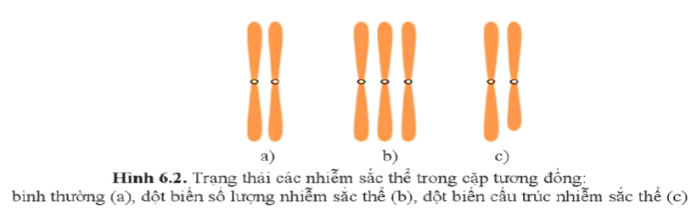 a)
b)
c)
Hình 6.2. Trạng thái các nhiễm sắc thể trong cặp tương đồng:
bình thường (a), đột biến số lượng nhiễm sắc thể (b), đột biến cấu trúc nhiễm sắc thể (c)